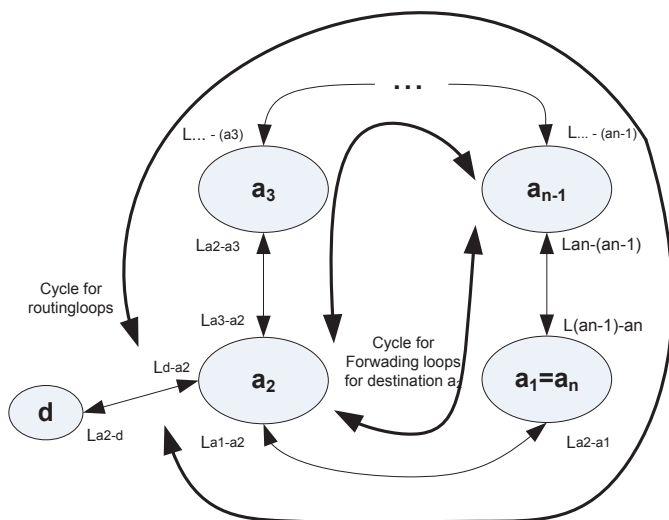 ...
L... - (a3)
L... - (an-1)
a3
an-1
La2-a3
Lan-(an-1)
Cycle for
routingloops
La3-a2
L(an-1)-an
Cycle for
Forwading loops
for destination a2
Ld-a2
a2
a1=an
d
La2-d
La1-a2
La2-a1